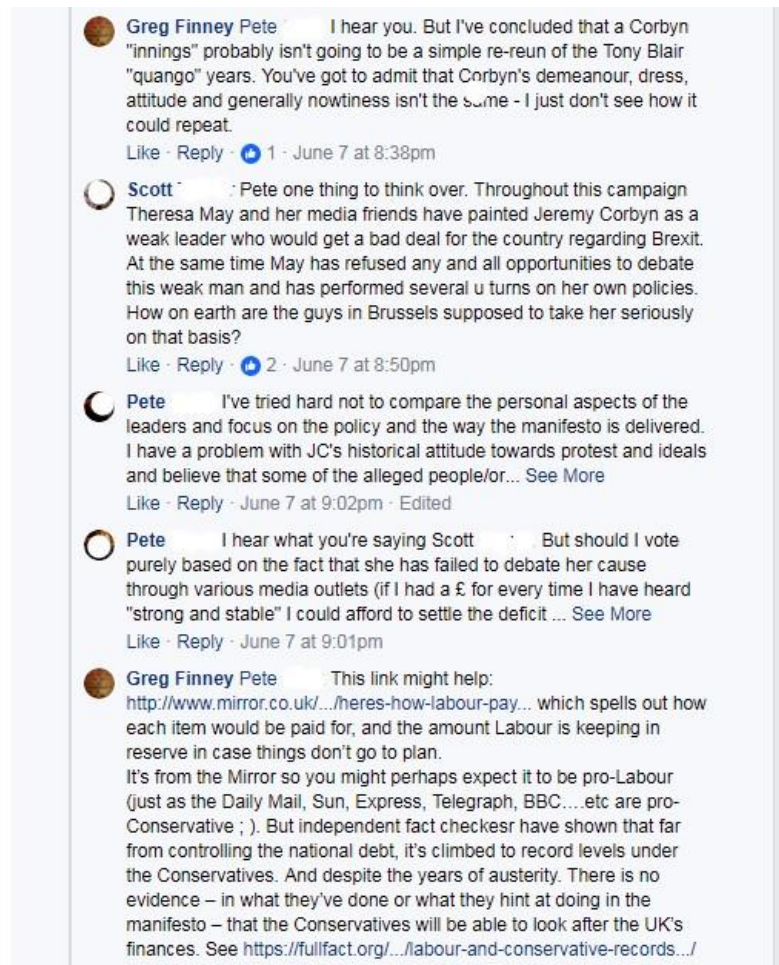 Greg Finney Pete I hear you. But I've concluded that a Corbyn
"innings" probably isn't going to be a simple re-reun of the Tony Blair
"quango" years. You've got to admit that Corbyn's demeanour, dress,
attitude and generally nowtiness isn't the same - I just don't see how it
could repeat.
Like · Reply · 1 · June 7 at 8:38pm
Scott Pete one thing to think over. Throughout this campaign
Theresa May and her media friends have painted Jeremy Corbyn as a
weak leader who would get a bad deal for the country regarding Brexit.
At the same time May has refused any and all opportunities to debate
this weak man and has performed several u turns on her own policies.
How on earth are the guys in Brussels supposed to take her seriously
on that basis?
Like · Reply · 2 · June 7 at 8:50pm
Pete I've tried hard not to compare the personal aspects of the
leaders and focus on the policy and the way the manifesto is delivered.
I have a problem with JC's historical attitude towards protest and ideals
and believe that some of the alleged people/or... See More
Like · Reply · June 7 at 9:02pm · Edited
Pete I hear what you're saying Scott But should I vote
purely based on the fact that she has failed to debate her cause
through various media outlets (if I had a £ for every time I have heard
"strong and stable" I could afford to settle the deficit ... See More
Like · Reply · June 7 at 9:01pm
Greg Finney Pete This link might help:
http://www.mirror.co.uk/.../heres-how-labour-pay... which spells out how
each item would be paid for, and the amount Labour is keeping in
reserve in case things don't go to plan.
It's from the Mirror so you might perhaps expect it to be pro-Labour
(just as the Daily Mail, Sun, Express, Telegraph, BBC....etc are pro-
Conservative ; ). But independent fact checkesr have shown that far
from controlling the national debt, it's climbed to record levels under
the Conservatives. And despite the years of austerity. There is no
evidence – in what they've done or what they hint at doing in the
manifesto – that the Conservatives will be able to look after the UK's
finances. See https://fullfact.org/.../labour-and-conservative-records.../